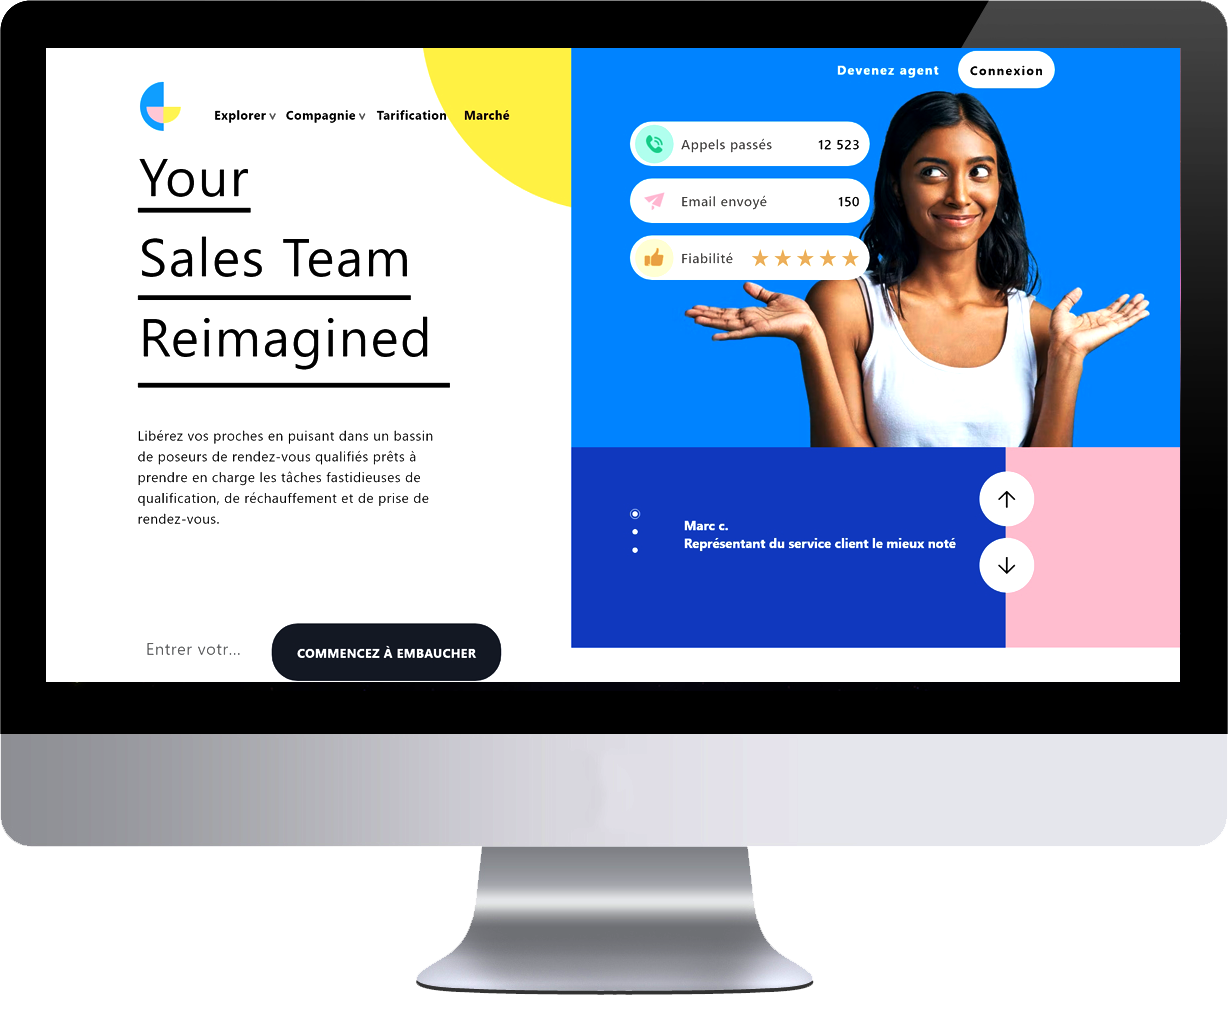 Explorer Compagnie Tarification Marché
Your
Sales Team
Reimagined
Libérez vos proches en puisant dans un bassin
de poseurs de rendez-vous qualifiés prêts à
prendre en charge les tâches fastidieuses de
qualification, de réchauffement et de prise de
rendez-vous.
Entrer votr...
COMMENCEZ À EMBAUCHER
Devenez agent Connexion
Appels passés 12 523
Email envoyé 150
Fiabilité
Marc c.
Représentant du service client le mieux noté